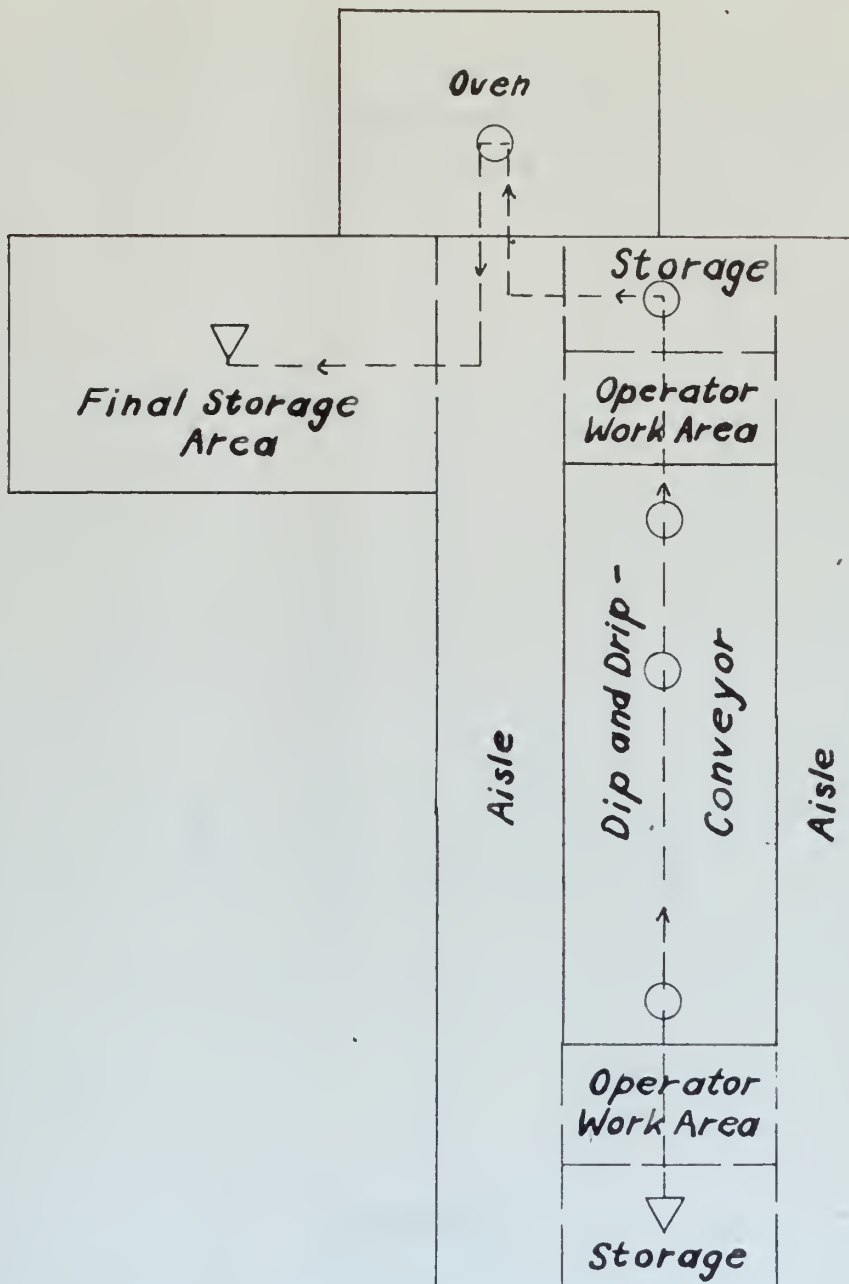 Oven
Storage
Final Storage
Area
Operator
Work Area
Dip and Drip -
Conveyor
Aisle
Aisle
Operator
Work Area
Storage